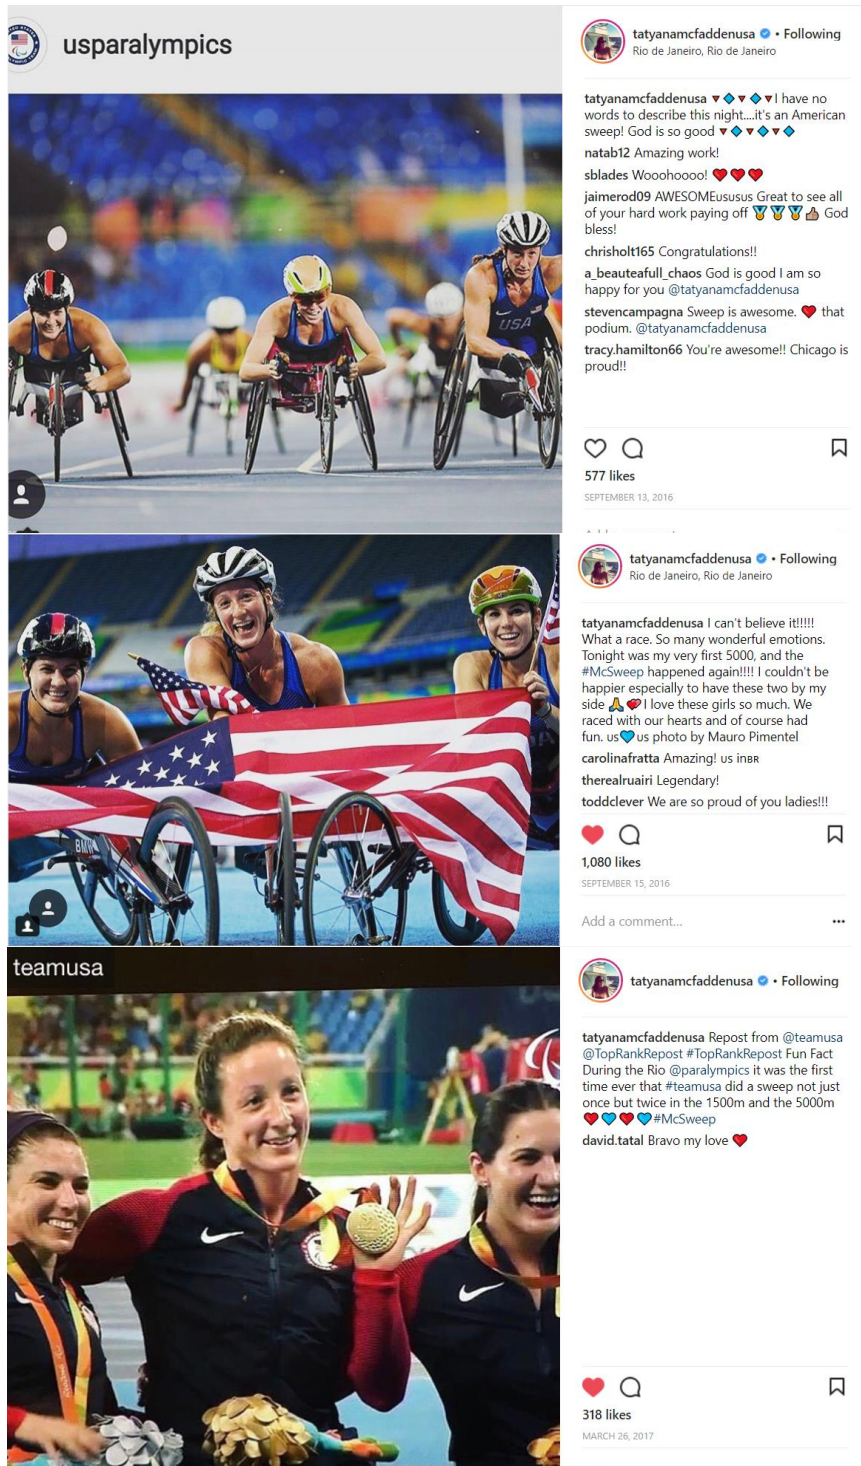 usparalympics
USA
tatyanamcfaddenusa • Following
Rio de Janeiro, Rio de Janeiro
tatyanamcfaddenusa 🔻🔷🔻🔷🔻I have no
words to describe this night....it's an American
sweep! God is so good 🔻🔷🔻🔷🔻🔷
natab12 Amazing work!
sblades Wooohoooo! ❤️❤️❤️
jaimerod09 AWESOMEususus Great to see all
of your hard work paying off 🏅🏅🏅👍🏽 God
bless!
chrisholt165 Congratulations!!
a_beauteafull_chaos God is good I am so
happy for you @tatyanamcfaddenusa
stevencampagna Sweep is awesome. ❤️ that
podium. @tatyanamcfaddenusa
tracy.hamilton66 You're awesome!! Chicago is
proud!!
577 likes
SEPTEMBER 13, 2016
BMW
tatyanamcfaddenusa • Following
Rio de Janeiro, Rio de Janeiro
tatyanamcfaddenusa I can't believe it!!!!!
What a race. So many wonderful emotions.
Tonight was my very first 5000, and the
#McSweep happened again!!!! I couldn't be
happier especially to have these two by my
side 🙏 💕I love these girls so much. We
raced with our hearts and of course had
fun. us💙us photo by Mauro Pimentel
carolinafratta Amazing! us inBR
therealruairi Legendary!
toddclever We are so proud of you ladies!!!
1,080 likes
SEPTEMBER 15, 2016
Add a comment...
teamusa
tatyanamcfaddenusa • Following
tatyanamcfaddenusa Repost from @teamusa
@TopRankRepost #TopRankRepost Fun Fact
During the Rio @paralympics it was the first
time ever that #teamusa did a sweep not just
once but twice in the 1500m and the 5000m
❤️💙❤️💙#McSweep
david.tatal Bravo my love ❤️
318 likes
MARCH 26, 2017